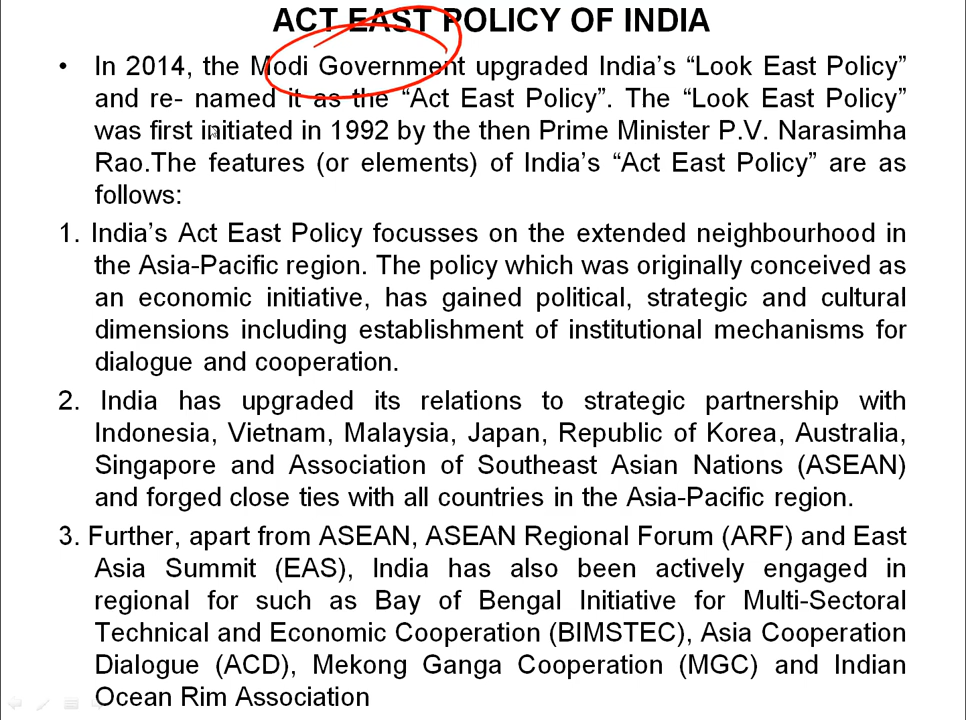 ACT EAST POLICY OF INDIA
• In 2014, the Modi Government upgraded India's “Look East Policy”
and re- named it as the “Act East Policy”. The “Look East Policy”
was first initiated in 1992 by the then Prime Minister P.V. Narasimha
Rao.The features (or elements) of India's “Act East Policy” are as
follows:
1. India's Act East Policy focusses on the extended neighbourhood in
the Asia-Pacific region. The policy which was originally conceived as
an economic initiative, has gained political, strategic and cultural
dimensions including establishment of institutional mechanisms for
dialogue and cooperation.
2. India has upgraded its relations to strategic partnership with
Indonesia, Vietnam, Malaysia, Japan, Republic of Korea, Australia,
Singapore and Association of Southeast Asian Nations (ASEAN)
and forged close ties with all countries in the Asia-Pacific region.
3. Further, apart from ASEAN, ASEAN Regional Forum (ARF) and East
Asia Summit (EAS), India has also been actively engaged in
regional for such as Bay of Bengal Initiative for Multi-Sectoral
Technical and Economic Cooperation (BIMSTEC), Asia Cooperation
Dialogue (ACD), Mekong Ganga Cooperation (MGC) and Indian
Ocean Rim Association